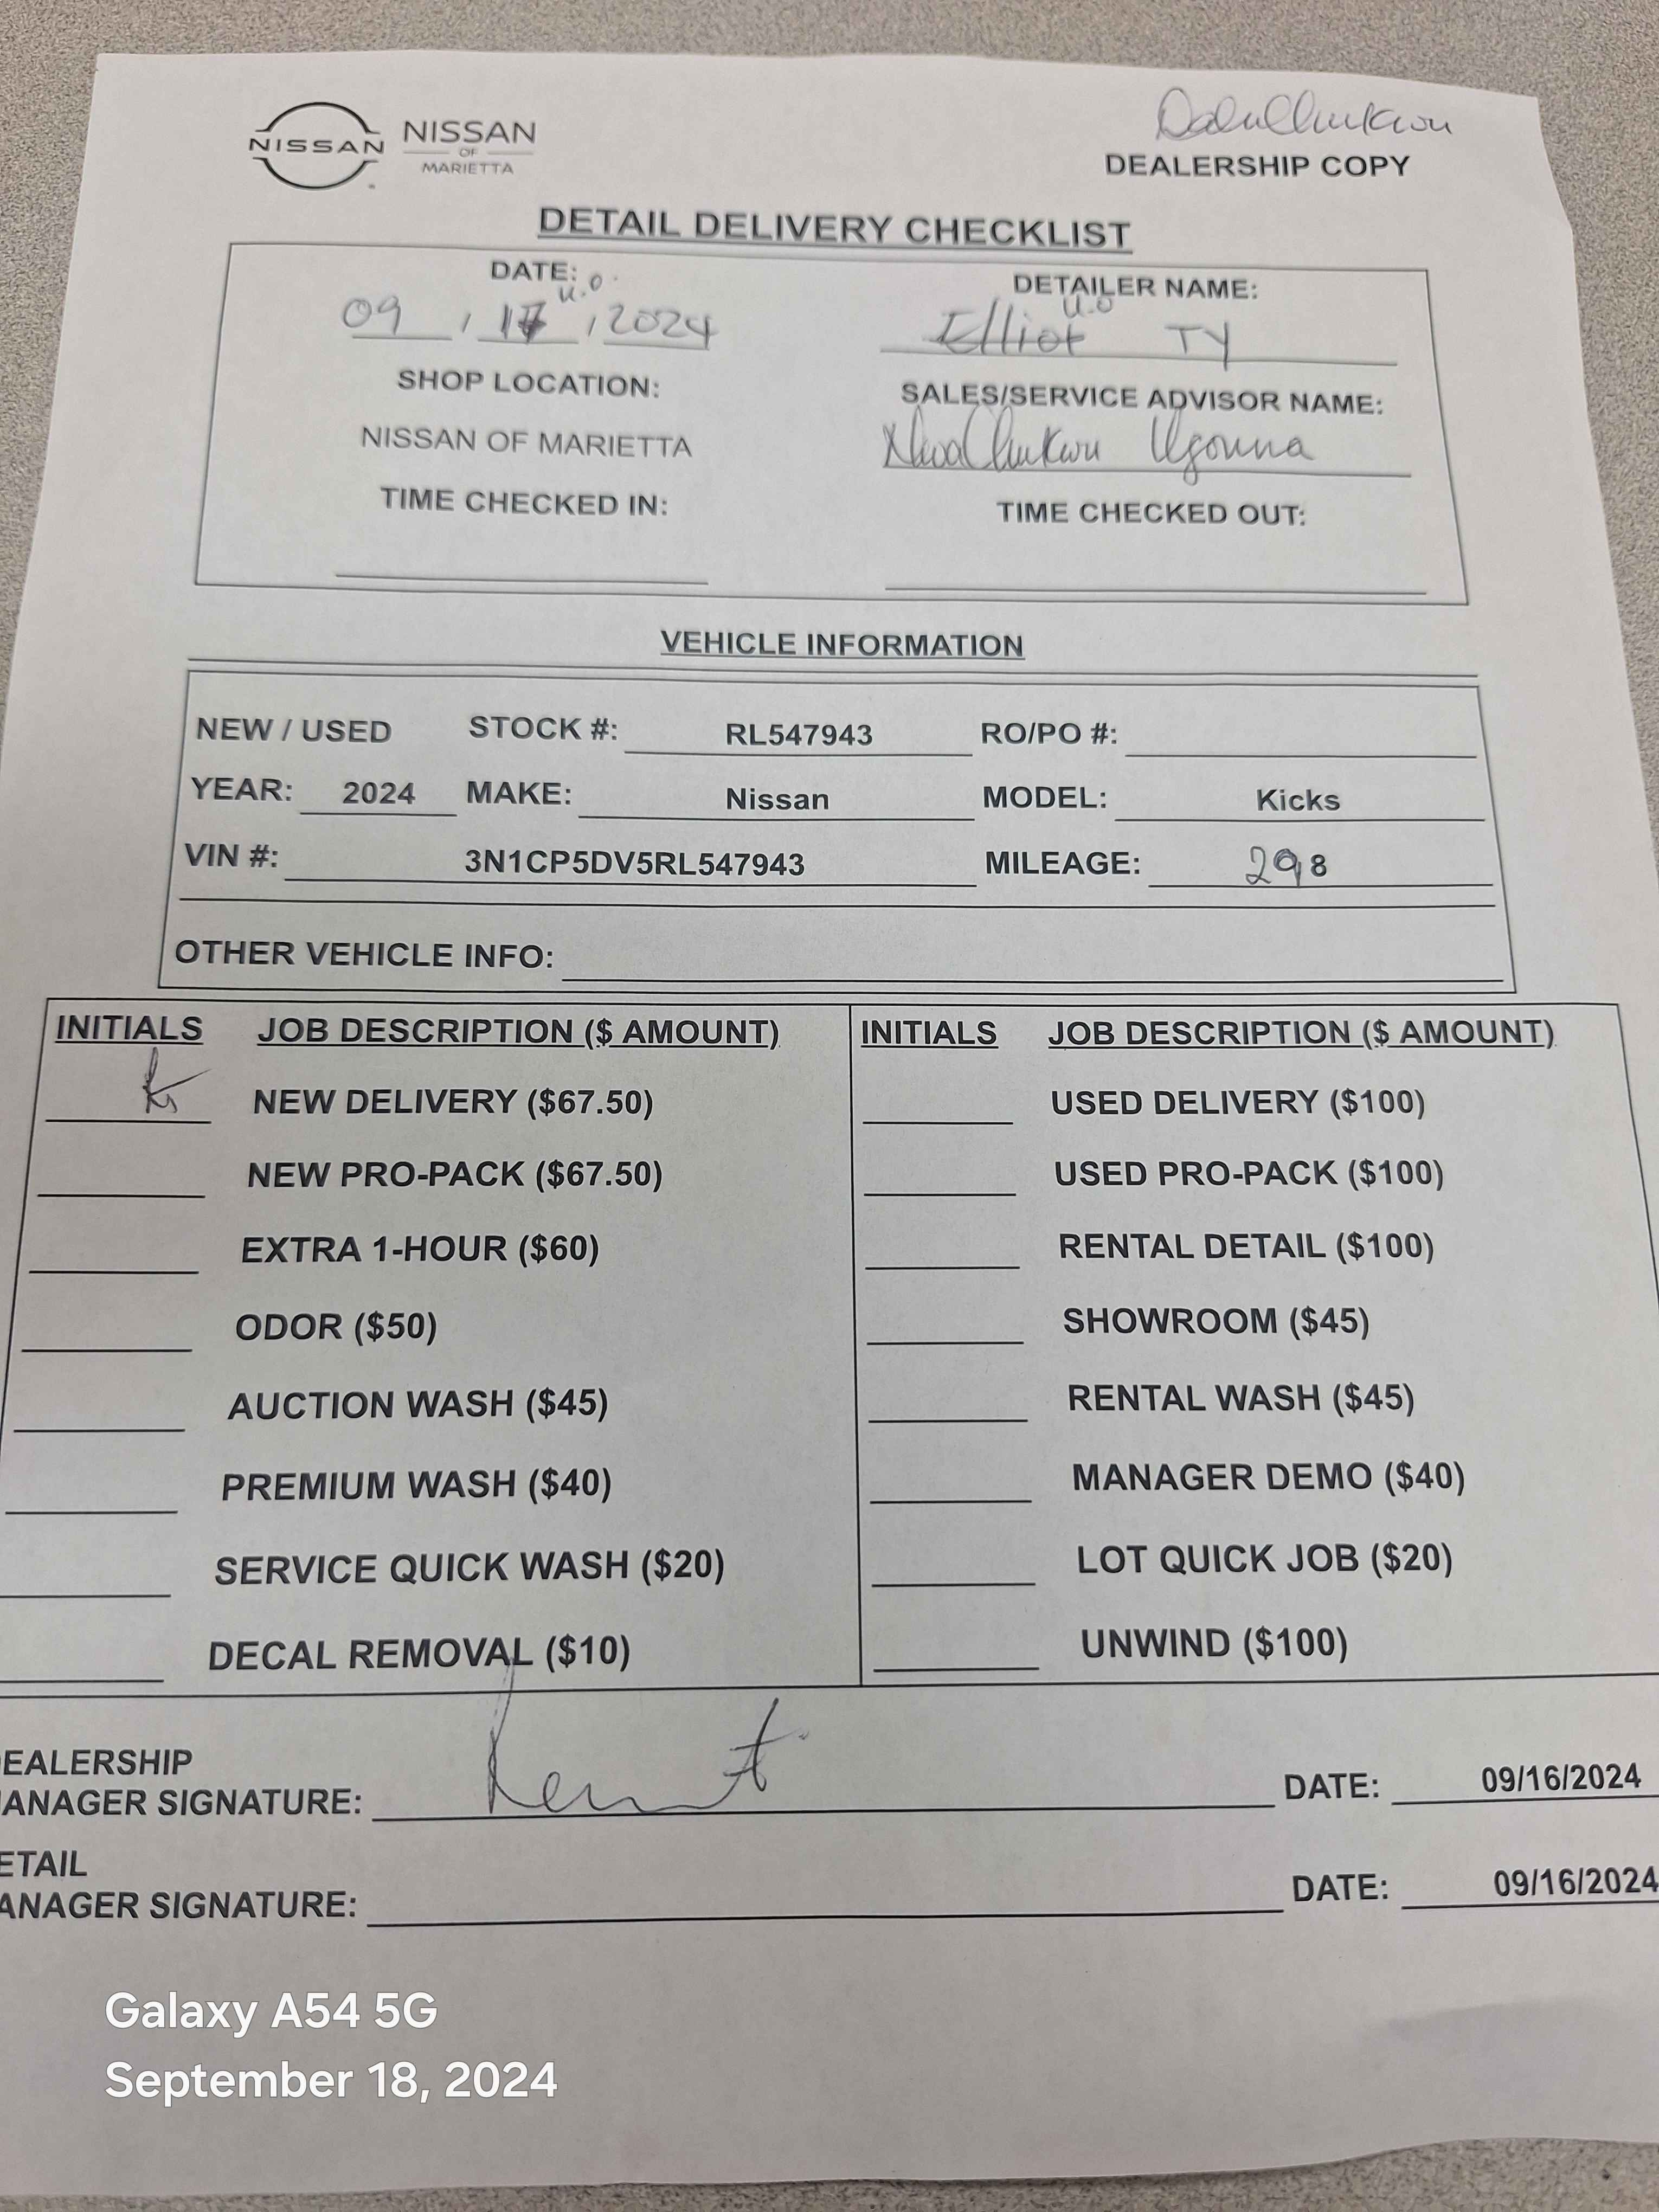 NISSAN NISSAN
OF
MARIETTA
DEALERSHIP COPY
DETAIL DELIVERY CHECKLIST
DATE: DETAILER NAME:
u.o. u.o
09 / 17 / 2024 Elliot TY
SHOP LOCATION: SALES/SERVICE ADVISOR NAME:
NISSAN OF MARIETTA NwaChukwu Ugonna
TIME CHECKED IN: TIME CHECKED OUT:
VEHICLE INFORMATION
NEW / USED STOCK #: RL547943 RO/PO #:
YEAR: 2024 MAKE: Nissan MODEL: Kicks
VIN #: 3N1CP5DV5RL547943 MILEAGE: 298
OTHER VEHICLE INFO:
INITIALS JOB DESCRIPTION ($ AMOUNT) INITIALS JOB DESCRIPTION ($ AMOUNT)
NEW DELIVERY ($67.50) USED DELIVERY ($100)
NEW PRO-PACK ($67.50) USED PRO-PACK ($100)
EXTRA 1-HOUR ($60) RENTAL DETAIL ($100)
ODOR ($50) SHOWROOM ($45)
AUCTION WASH ($45) RENTAL WASH ($45)
PREMIUM WASH ($40) MANAGER DEMO ($40)
SERVICE QUICK WASH ($20) LOT QUICK JOB ($20)
DECAL REMOVAL ($10) UNWIND ($100)
EALERSHIP
ANAGER SIGNATURE: DATE: 09/16/2024
ETAIL
ANAGER SIGNATURE: DATE: 09/16/2024
Galaxy A54 5G
September 18, 2024